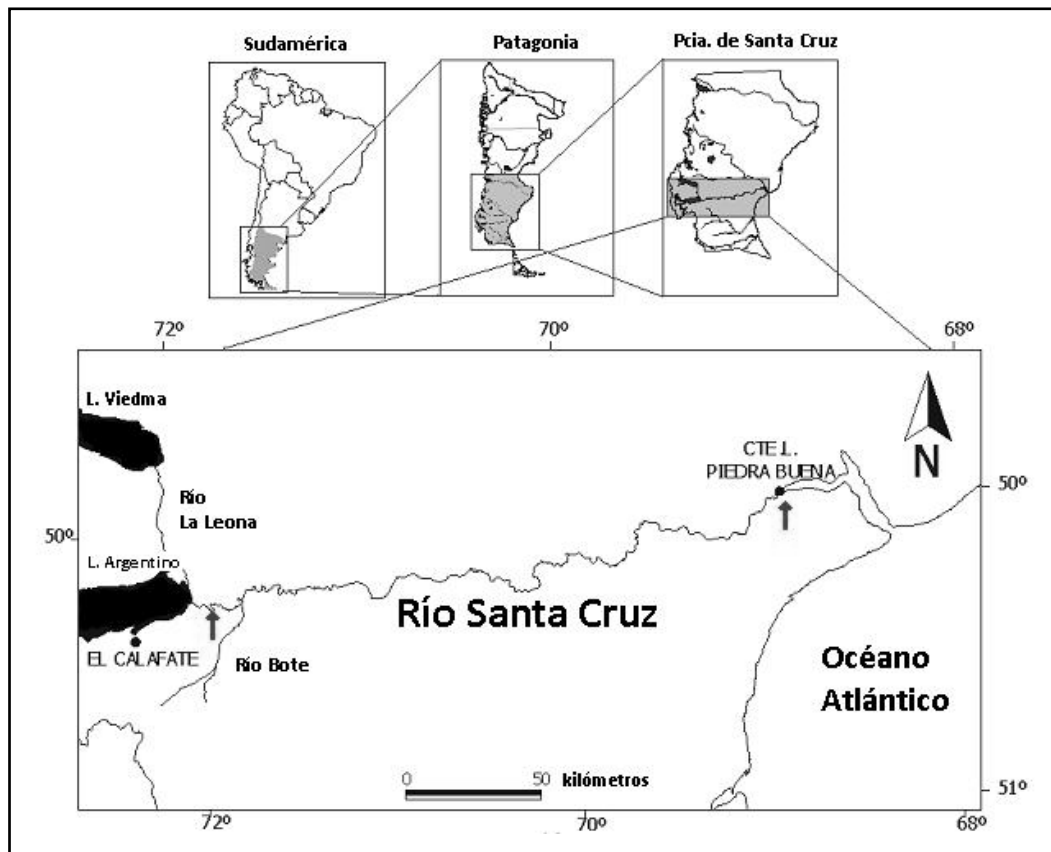 Sudamérica
Patagonia
Pcia. de Santa Cruz
72º
70º
68º
L. Viedma
CTE.L.
PIEDRA BUENA
N
50º
Río
La Leona
50º
L. Argentino
Río Santa Cruz
EL CALAFATE
Río Bote
Océano
Atlántico
0
50
kilómetros
51º
72º
70º
68º